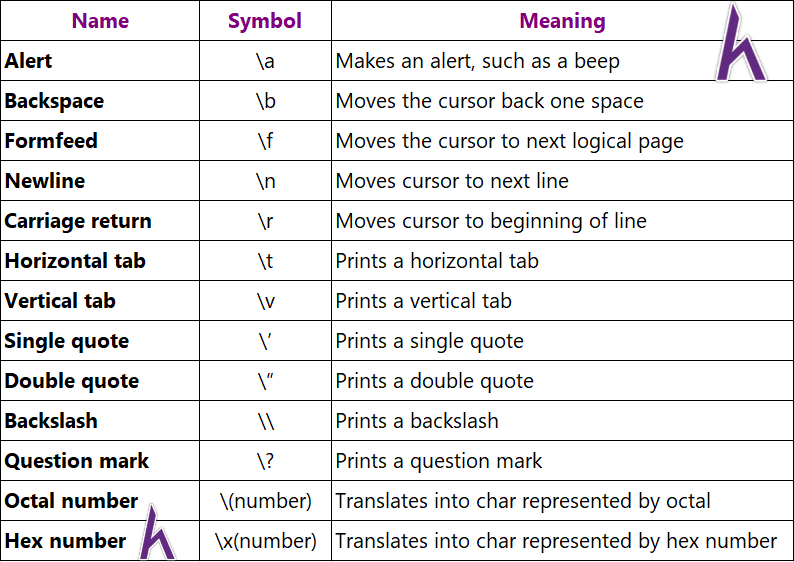 Name Symbol Meaning
Alert \a Makes an alert, such as a beep
Backspace \b Moves the cursor back one space
Formfeed \f Moves the cursor to next logical page
Newline \n Moves cursor to next line
Carriage return \r Moves cursor to beginning of line
Horizontal tab \t Prints a horizontal tab
Vertical tab \v Prints a vertical tab
Single quote \’ Prints a single quote
Double quote \” Prints a double quote
Backslash \\ Prints a backslash
Question mark \? Prints a question mark
Octal number \(number) Translates into char represented by octal
Hex number \x(number) Translates into char represented by hex number